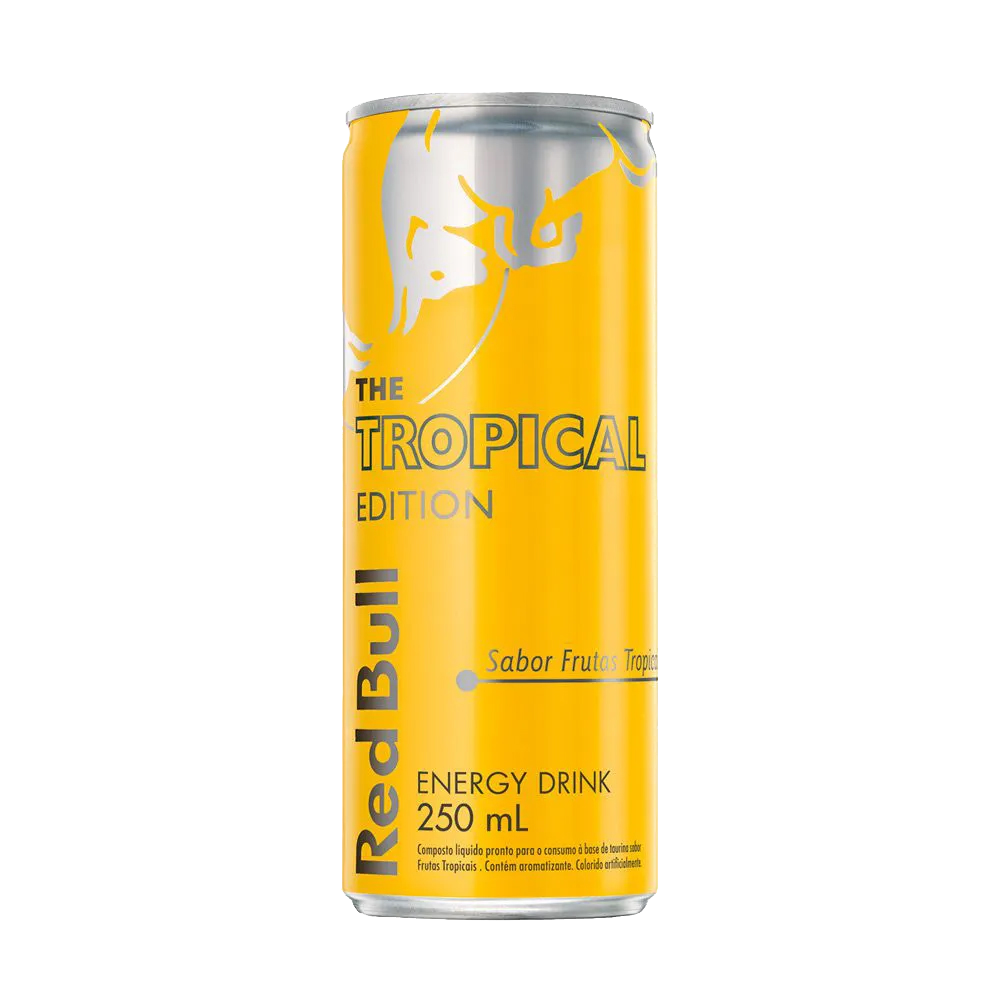 THE
TROPICAL
EDITION
Red Bull
Sabor Frutas
ENERGY DRINK
250 mL
Composto líquido pronto para o consumo à base de taurina sabor
Frutas Tropicais . Contém aromatizante. Colorido artificialmente.